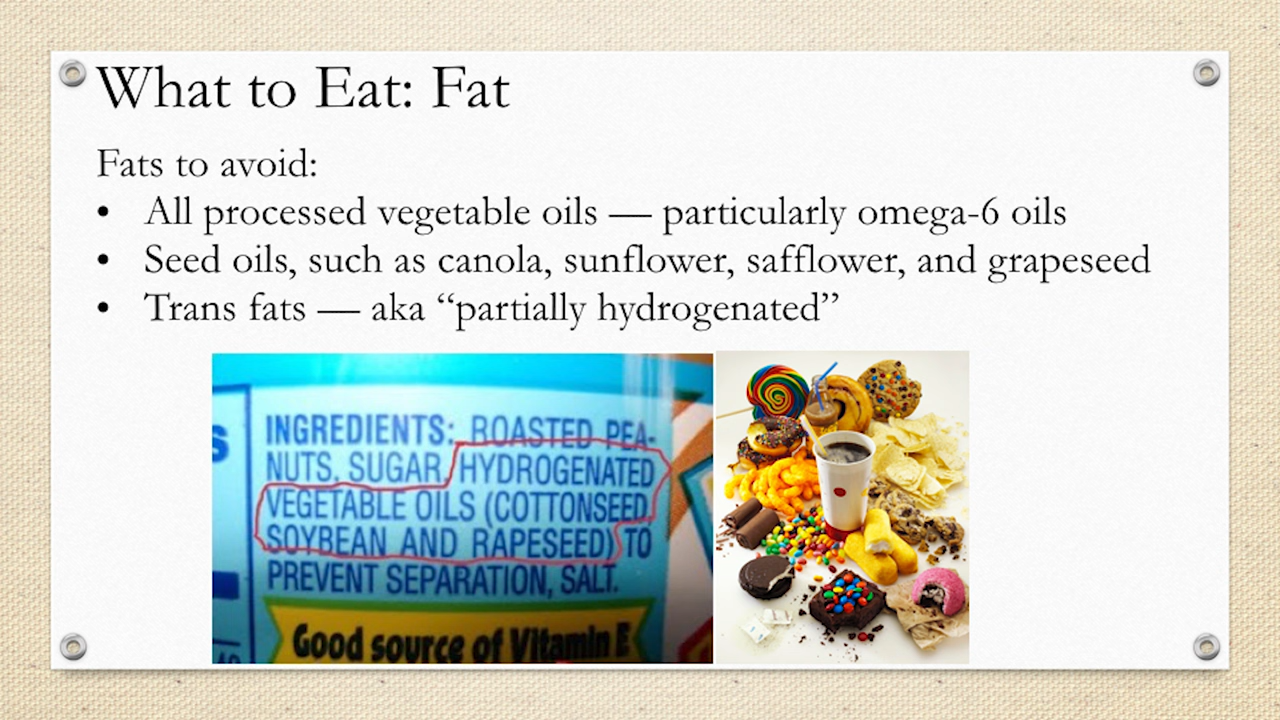 What to Eat: Fat
Fats to avoid:
• All processed vegetable oils — particularly omega-6 oils
• Seed oils, such as canola, sunflower, safflower, and grapeseed
• Trans fats — aka “partially hydrogenated”
INGREDIENTS: ROASTED PEA-
NUTS, SUGAR, HYDROGENATED
VEGETABLE OILS (COTTONSEED
SOYBEAN AND RAPESEED) TO
PREVENT SEPARATION, SALT.
Good source of Vitamin E